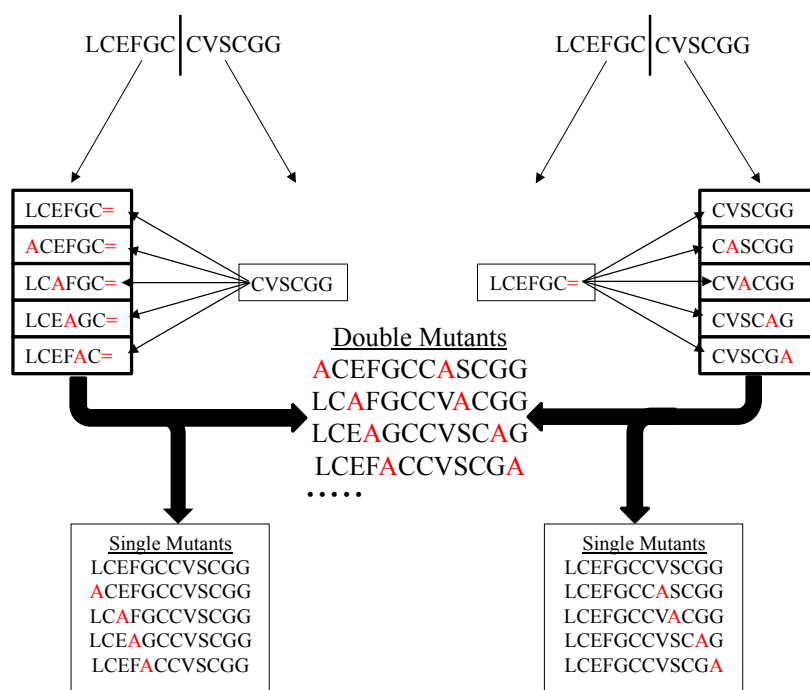 LCEFGC CVSCGG
LCEFGC CVSCGG
LCEFGC=
ACEFGC=
LCAFGC=
LCEAGC=
LCEFAC=
CVSCGG
LCEFGC=
CVSCGG
CASCGG
CVACGG
CVSCAG
CVSCGA
Double Mutants
ACEFGCCASCGG
LCAFGCCVACGG
LCEAGCCVSCAG
LCEFACCVSCGA
.....
Single Mutants
LCEFGCCVSCGG
ACEFGCCVSCGG
LCAFGCCVSCGG
LCEAGCCVSCGG
LCEFACCVSCGG
Single Mutants
LCEFGCCVSCGG
LCEFGCCASCGG
LCEFGCCVACGG
LCEFGCCVSCAG
LCEFGCCVSCGA